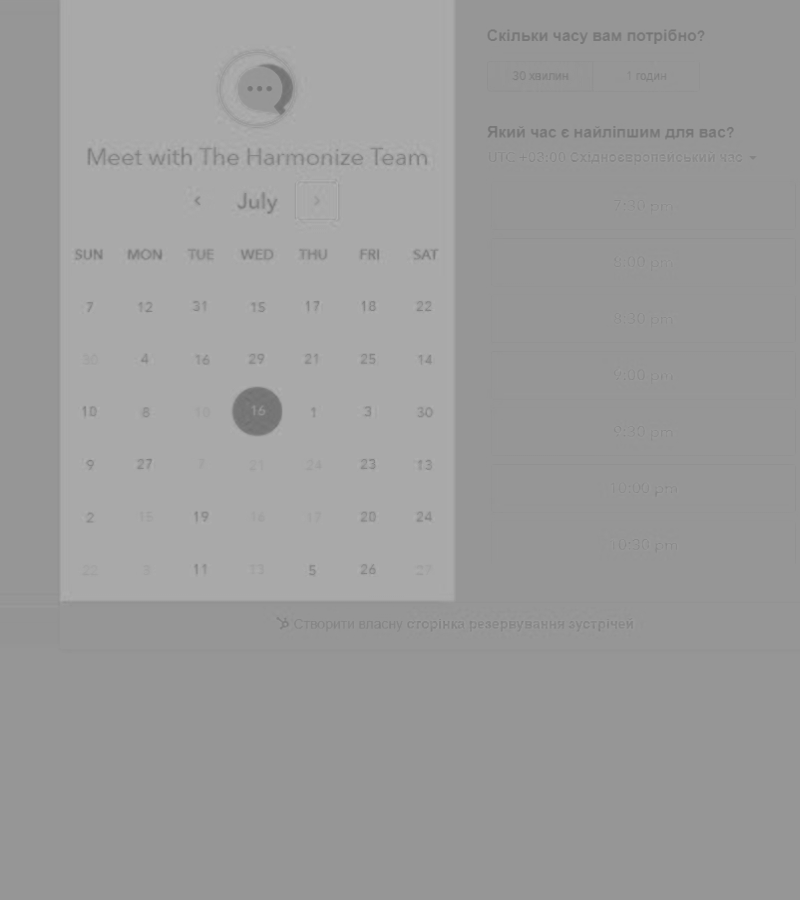 Meet with The Harmonize Team
July
SUN MON TUE WED THU FRI SAT
7 12 31 15 17 18 22
30 4 16 29 21 25 14
10 8 10 16 1 3 30
9 27 7 21 24 23 13
2 15 19 16 17 20 24
22 9 11 13 5 26 27
Скільки часу вам потрібно?
30 хвилин 1 годин
Який час є найліпшим для вас?
UTC +03:00 Східноєвропейський час
7:30 pm
8:00 pm
8:30 pm
9:00 pm
9:30 pm
10:00 pm
10:30 pm
Створити власну сторінка резервування зустрічей